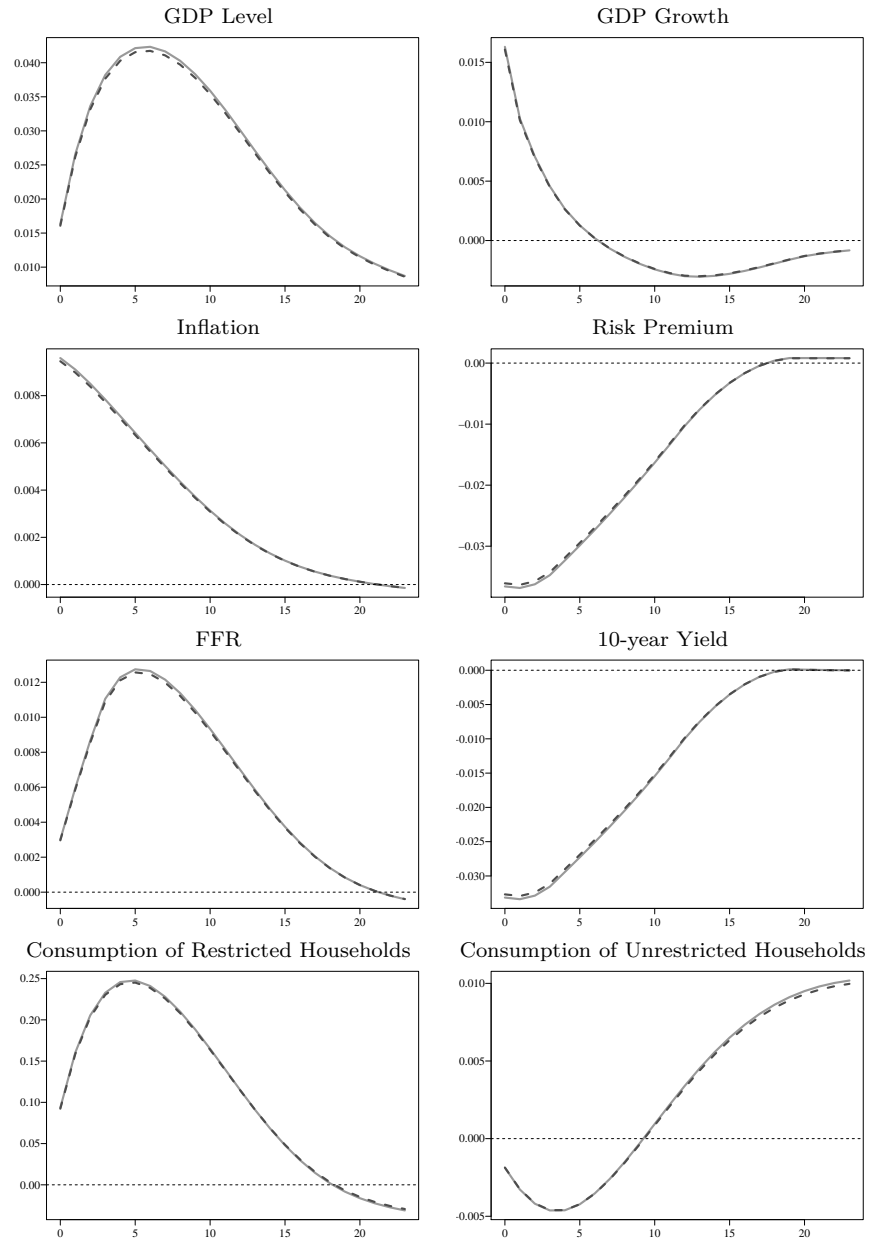 GDP Level
GDP Growth
0.040
0.035
0.030
0.025
0.020
0.015
0.010
0 5 10 15 20
0.015
0.010
0.005
0.000
0 5 10 15 20
Inflation
Risk Premium
0.008
0.006
0.004
0.002
0.000
0 5 10 15 20
0.00
−0.01
−0.02
−0.03
0 5 10 15 20
FFR
10-year Yield
0.012
0.010
0.008
0.006
0.004
0.002
0.000
0 5 10 15 20
0.000
-0.005
-0.010
-0.015
-0.020
-0.025
-0.030
0 5 10 15 20
Consumption of Restricted Households
Consumption of Unrestricted Households
0.25
0.20
0.15
0.10
0.05
0.00
0 5 10 15 20
0.010
0.005
0.000
-0.005
0 5 10 15 20